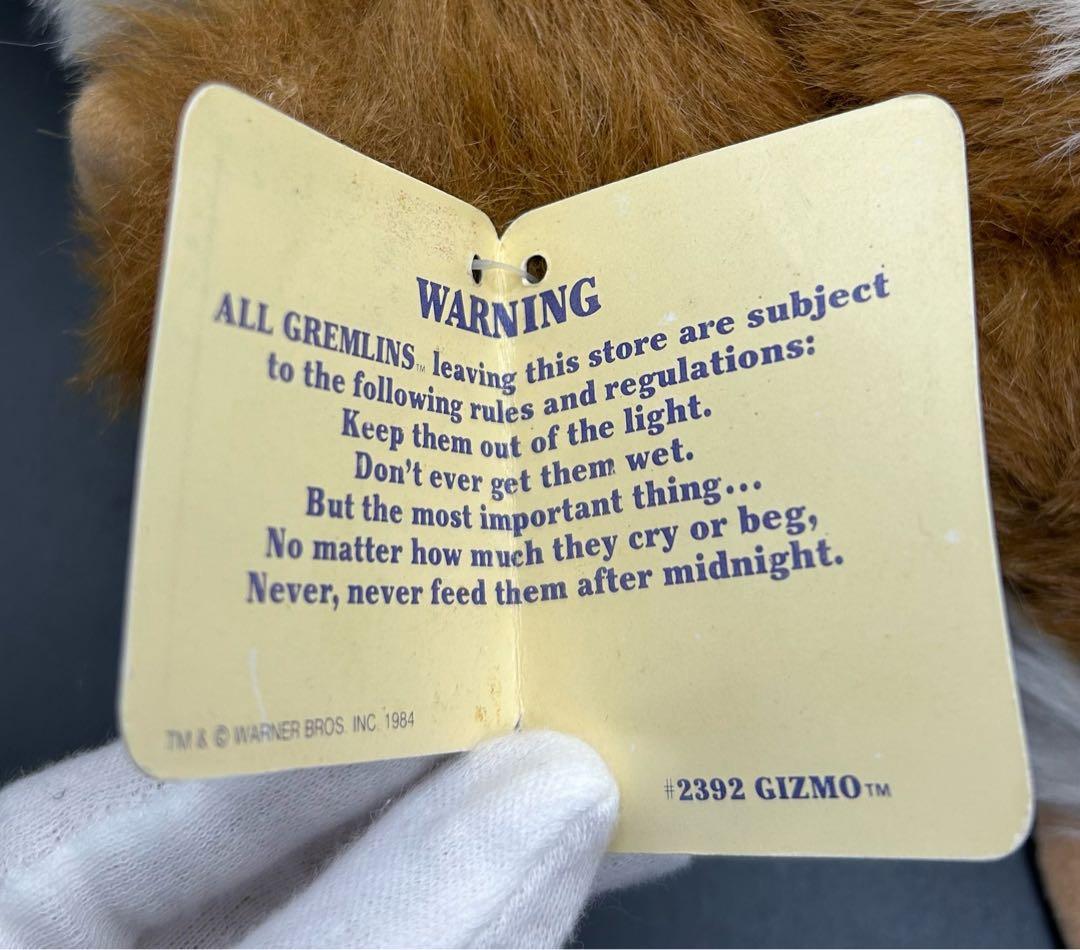 WARNING
ALL GREMLINS™ leaving this store are subject
to the following rules and regulations:
Keep them out of the light.
Don't ever get them wet.
But the most important thing...
No matter how much they cry or beg,
Never, never feed them after midnight.
TM & © WARNER BROS. INC. 1984
#2392 GIZMO™